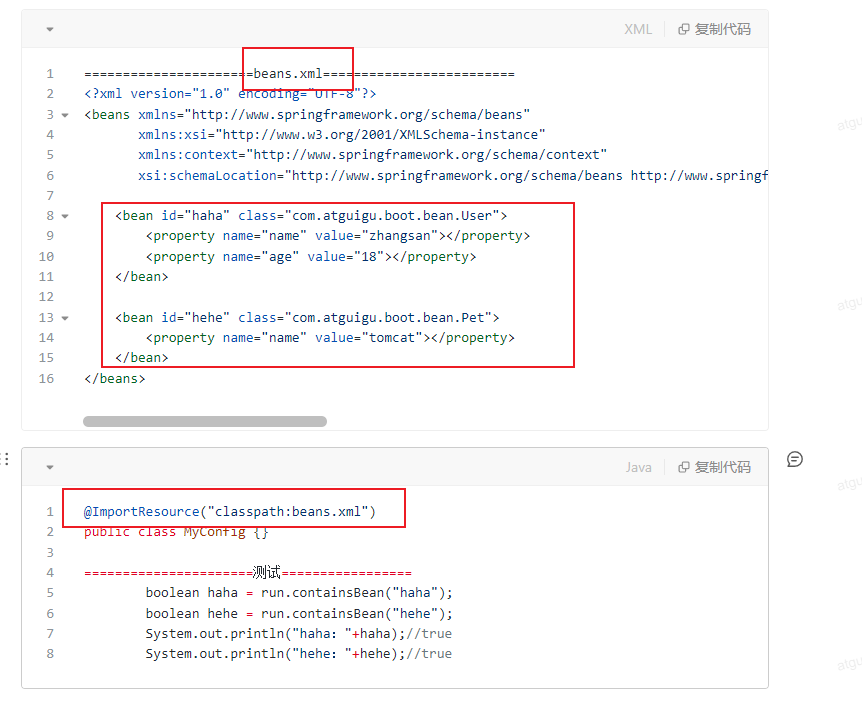 XML 复制代码
1 ======================beans.xml=========================
2 <?xml version="1.0" encoding="UTF-8"?>
3 <beans xmlns="http://www.springframework.org/schema/beans"
4 xmlns:xsi="http://www.w3.org/2001/XMLSchema-instance"
5 xmlns:context="http://www.springframework.org/schema/context"
6 xsi:schemaLocation="http://www.springframework.org/schema/beans http://www.springf
7
8 <bean id="haha" class="com.atguigu.boot.bean.User">
9 <property name="name" value="zhangsan"></property>
10 <property name="age" value="18"></property>
11 </bean>
12
13 <bean id="hehe" class="com.atguigu.boot.bean.Pet">
14 <property name="name" value="tomcat"></property>
15 </bean>
16 </beans>
Java 复制代码
1 @ImportResource("classpath:beans.xml")
2 public class MyConfig {}
3
4 ======================测试=================
5 boolean haha = run.containsBean("haha");
6 boolean hehe = run.containsBean("hehe");
7 System.out.println("haha："+haha);//true
8 System.out.println("hehe："+hehe);//true
atgu
atgu
atgu
atgu